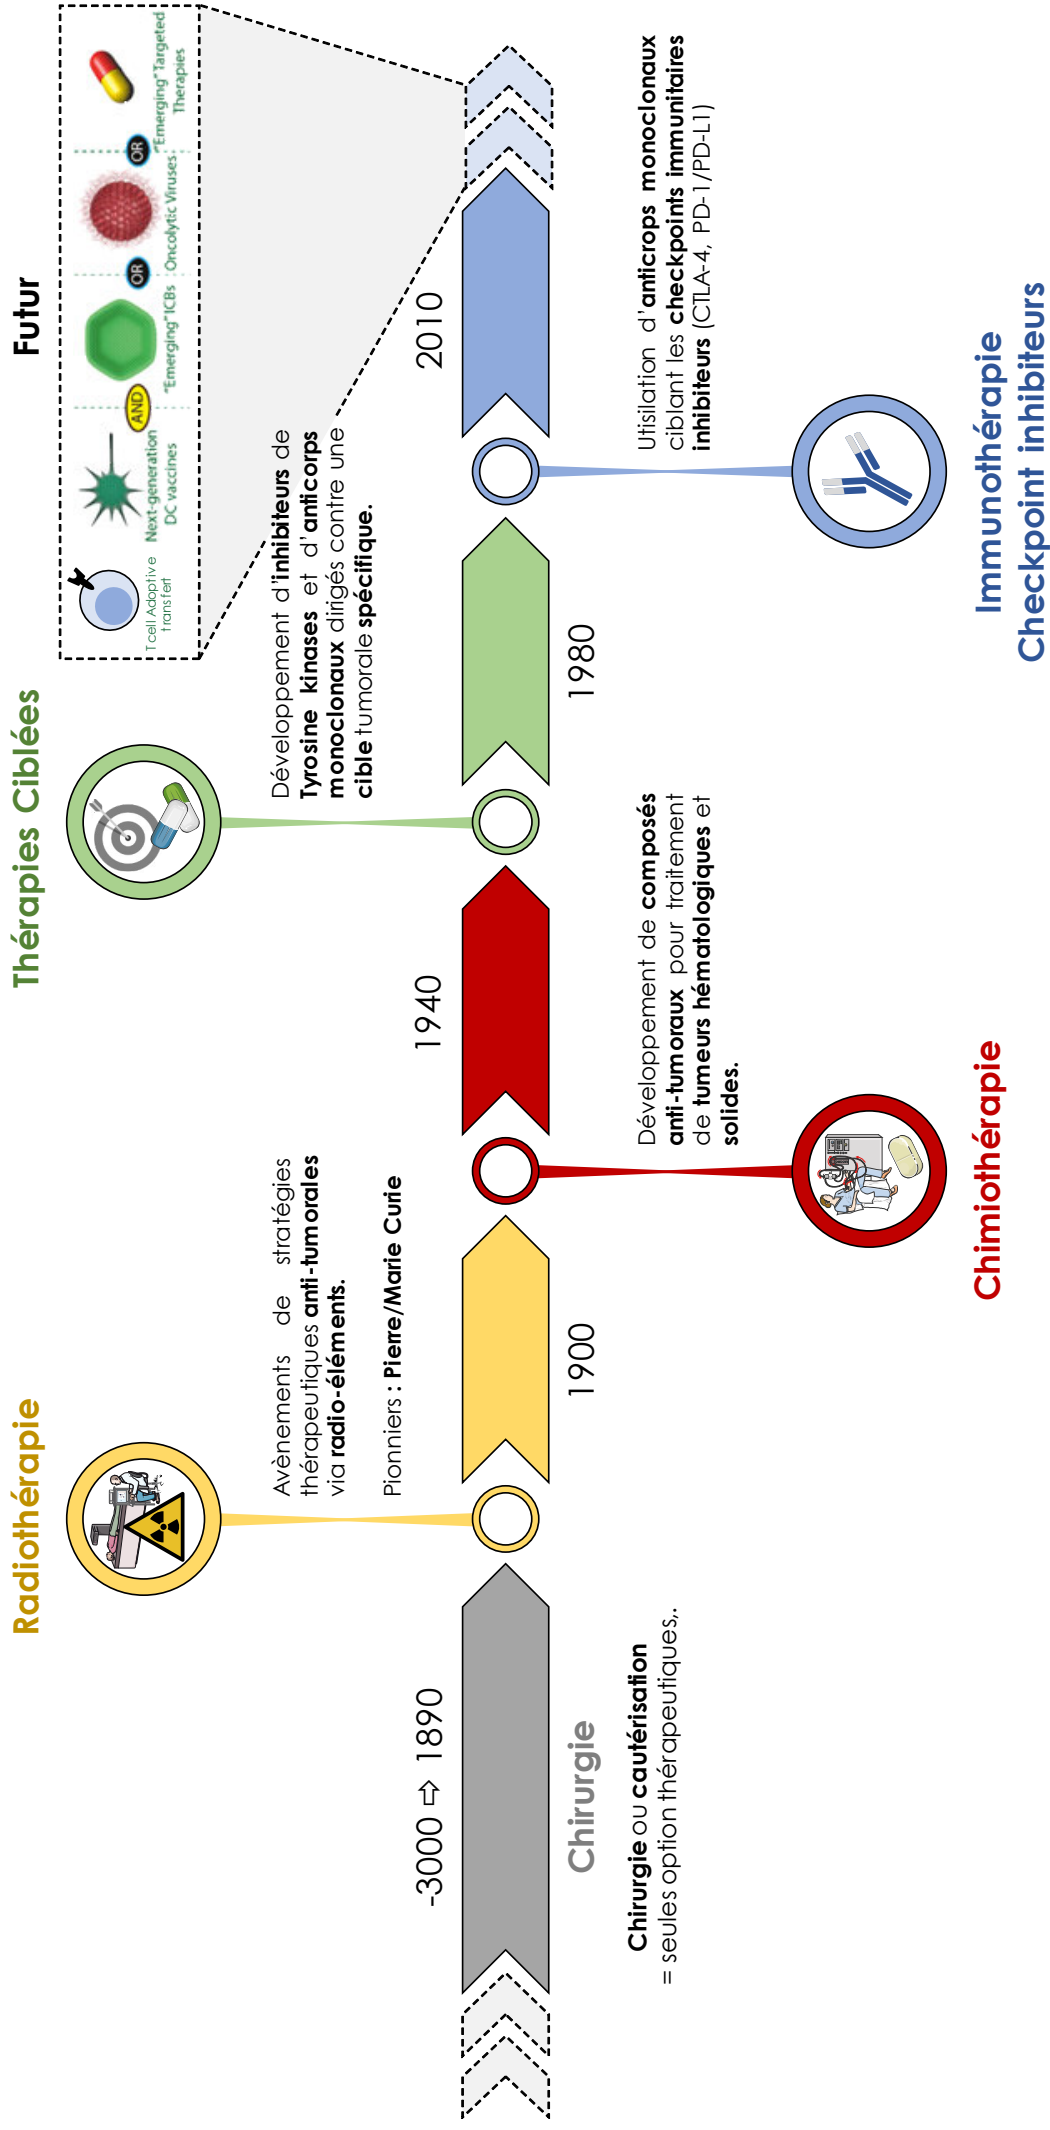 Radiothérapie
Thérapies Ciblées
Futur
T cell Adoptive
transfert
Next-generation
DC vaccines
AND
"Emerging" ICBs
OR
Oncolytic Viruses
OR
"Emerging" Targeted
Therapies
Avènements de stratégies
thérapeutiques anti-tumorales
via radio-éléments.
Pionniers : Pierre/Marie Curie
Développement d'inhibiteurs de
Tyrosine kinases et d'anticorps
monoclonaux dirigés contre une
cible tumorale spécifique.
-3000 ⇨ 1890
1940
2010
Chirurgie
1900
1980
Chirurgie ou cautérisation
= seules option thérapeutiques,.
Développement de composés
anti-tumoraux pour traitement
de tumeurs hématologiques et
solides.
Utisilation d'anticrops monoclonaux
ciblant les checkpoints immunitaires
inhibiteurs (CTLA-4, PD-1/PD-L1)
Chimiothérapie
Immunothérapie
Checkpoint inhibiteurs